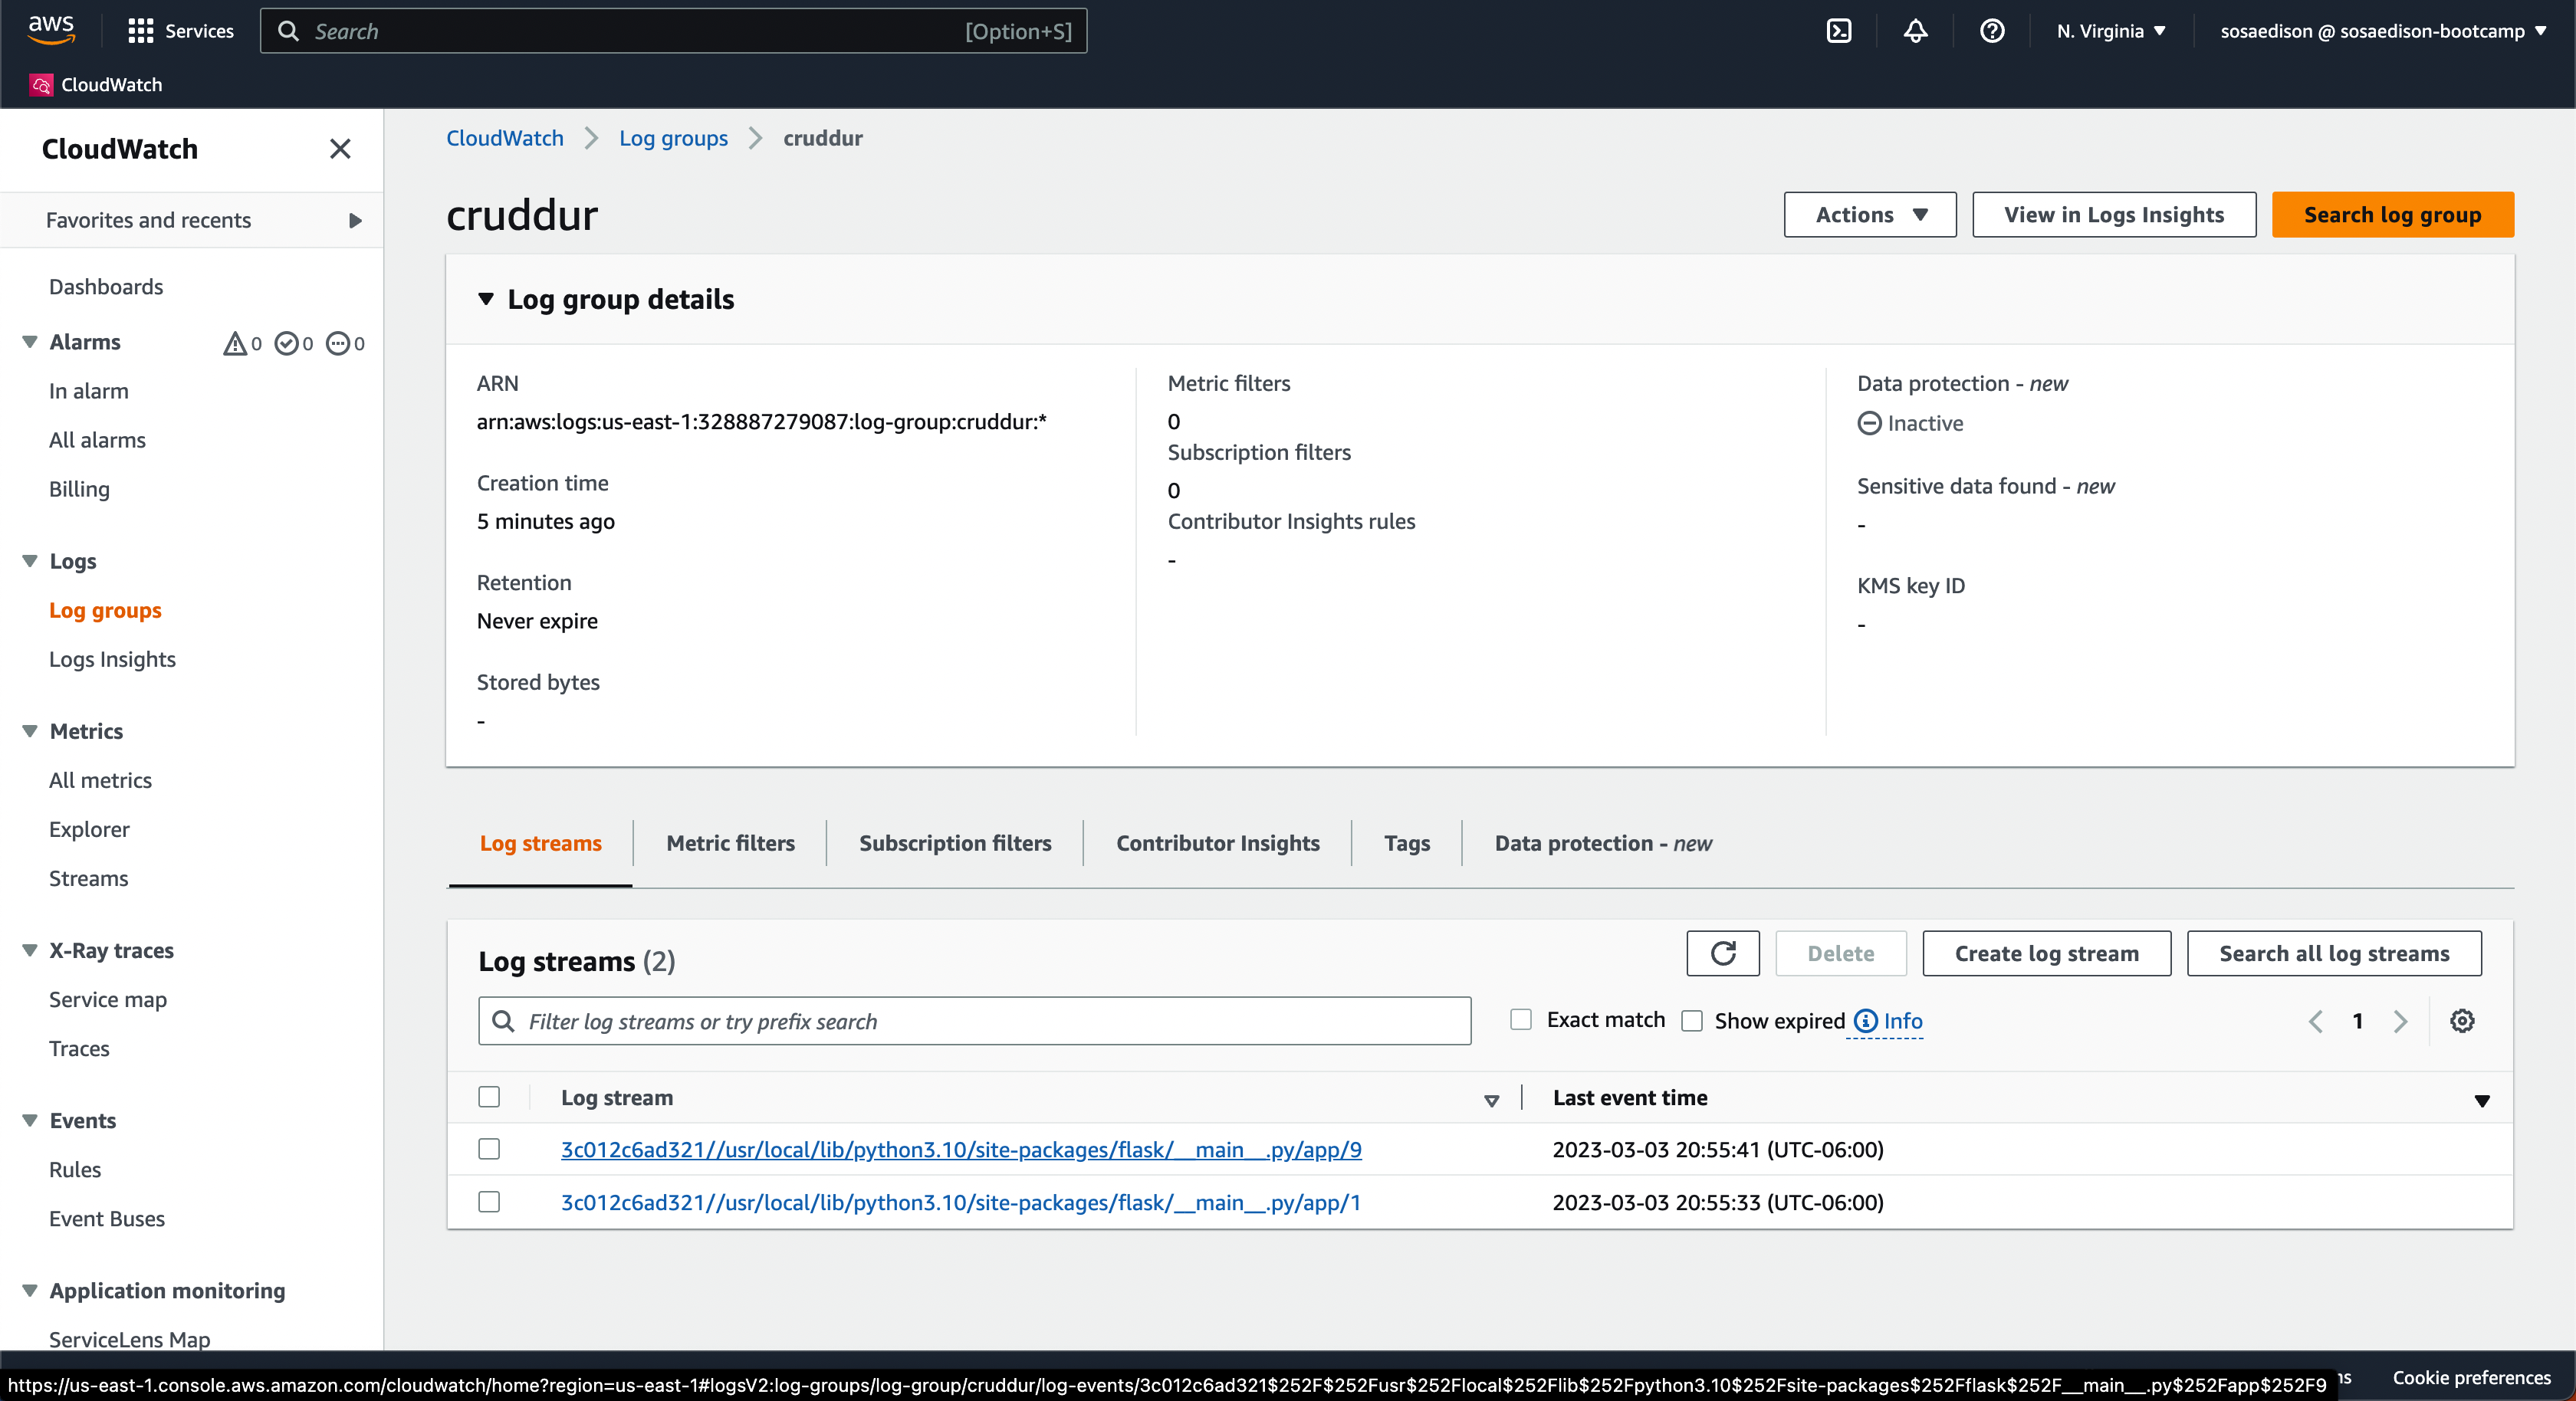 aws
Services
Search [Option+S]
N. Virginia
sosaedison @ sosaedison-bootcamp
CloudWatch
CloudWatch
Favorites and recents
Dashboards
Alarms 0 0 0
In alarm
All alarms
Billing
Logs
Log groups
Logs Insights
Metrics
All metrics
Explorer
Streams
X-Ray traces
Service map
Traces
Events
Rules
Event Buses
Application monitoring
ServiceLens Map
CloudWatch Log groups cruddur
cruddur
Actions View in Logs Insights Search log group
Log group details
ARN
arn:aws:logs:us-east-1:328887279087:log-group:cruddur:*
Creation time
5 minutes ago
Retention
Never expire
Stored bytes
-
Metric filters
0
Subscription filters
0
Contributor Insights rules
-
Data protection - new
Inactive
Sensitive data found - new
-
KMS key ID
-
Log streams Metric filters Subscription filters Contributor Insights Tags Data protection - new
Log streams (2)
Delete Create log stream Search all log streams
Filter log streams or try prefix search
Exact match Show expired Info
1
Log stream Last event time
3c012c6ad321//usr/local/lib/python3.10/site-packages/flask/__main__.py/app/9 2023-03-03 20:55:41 (UTC-06:00)
3c012c6ad321//usr/local/lib/python3.10/site-packages/flask/__main__.py/app/1 2023-03-03 20:55:33 (UTC-06:00)
https://us-east-1.console.aws.amazon.com/cloudwatch/home?region=us-east-1#logsV2:log-groups/log-group/cruddur/log-events/3c012c6ad321$252F$252Fusr$252Flocal$252Flib$252Fpython3.10$252Fsite-packages$252Fflask$252F__main__.py$252Fapp$252F9
Cookie preferences